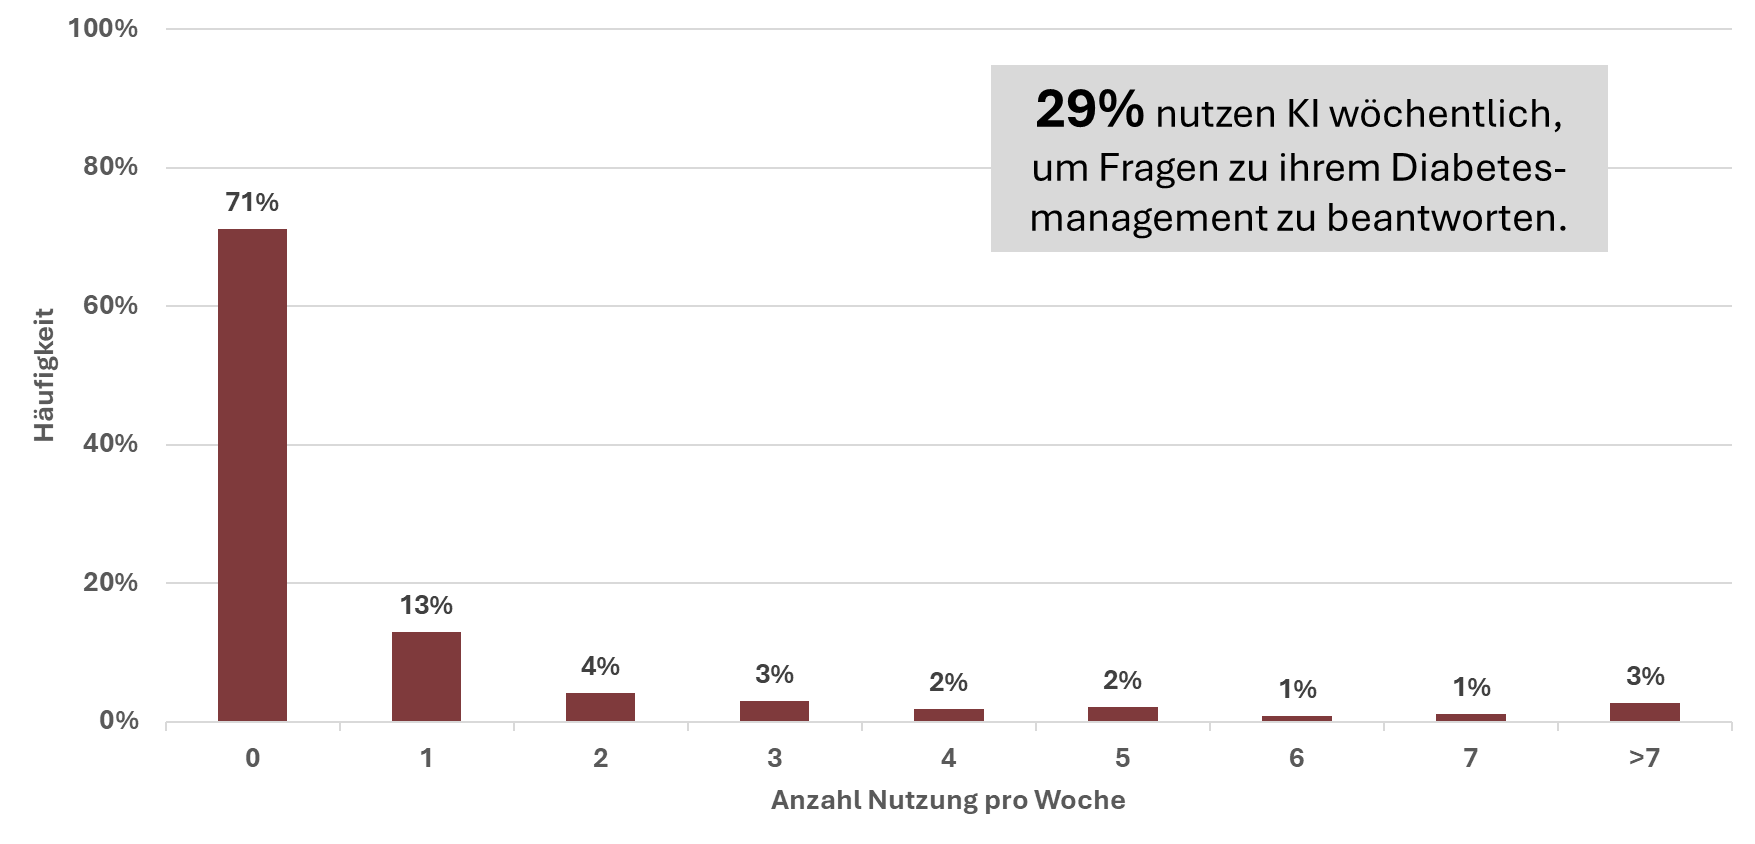 100%
29% nutzen KI wöchentlich,
um Fragen zu ihrem Diabetes-
management zu beantworten.
80%
71%
60%
Häufigkeit
40%
20%
13%
4%
3%
2%
2%
1%
1%
3%
0%
0 1 2 3 4 5 6 7 >7
Anzahl Nutzung pro Woche